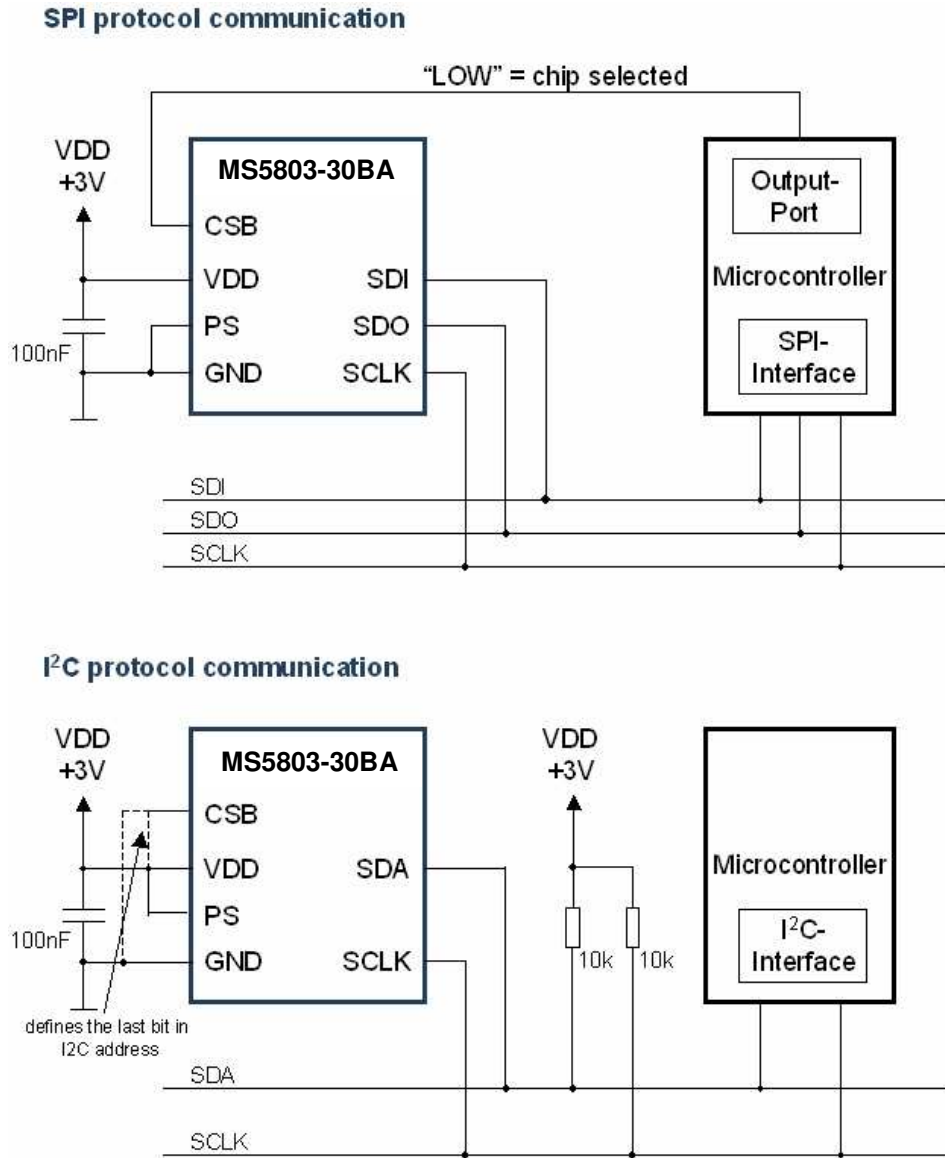 SPI protocol communication
“LOW” = chip selected
VDD
+3V
100nF
MS5803-30BA
CSB
VDD
PS
GND
SDI
SDO
SCLK
Output-
Port
Microcontroller
SPI-
Interface
SDI
SDO
SCLK
I²C protocol communication
VDD
+3V
100nF
MS5803-30BA
CSB
VDD
PS
GND
SDA
SCLK
defines the last bit in
I2C address
VDD
+3V
10k
10k
Microcontroller
I²C-
Interface
SDA
SCLK